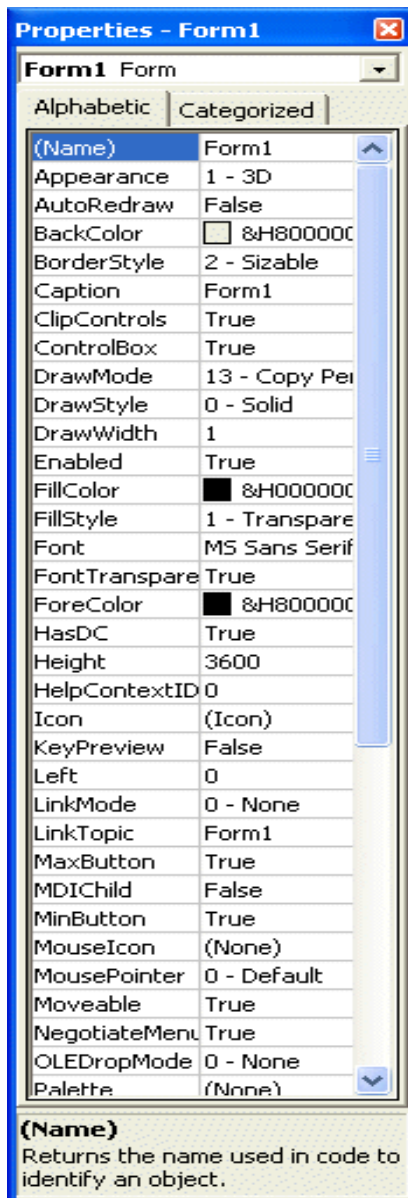 Properties - Form1
Form1 Form
Alphabetic Categorized
(Name) Form1
Appearance 1 - 3D
AutoRedraw False
BackColor &H800000
BorderStyle 2 - Sizable
Caption Form1
ClipControls True
ControlBox True
DrawMode 13 - Copy Per
DrawStyle 0 - Solid
DrawWidth 1
Enabled True
FillColor &H000000
FillStyle 1 - Transpare
Font MS Sans Serif
FontTranspare True
ForeColor &H800000
HasDC True
Height 3600
HelpContextID 0
Icon (Icon)
KeyPreview False
Left 0
LinkMode 0 - None
LinkTopic Form1
MaxButton True
MDIChild False
MinButton True
MouseIcon (None)
MousePointer 0 - Default
Moveable True
NegotiateMenu True
OLEDropMode 0 - None
Palette (None)
(Name)
Returns the name used in code to
identify an object.